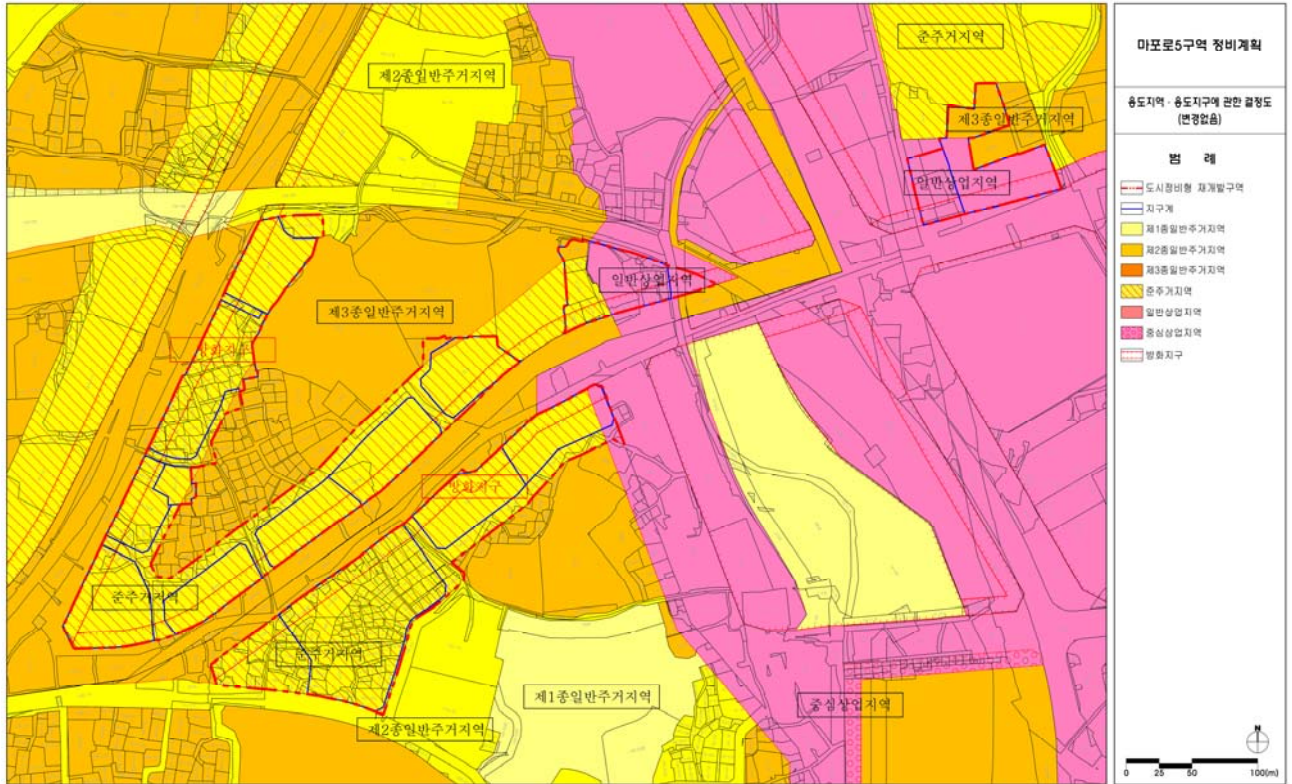 마포로5구역 정비계획
용도지역·용도지구에 관한 결정도
(변경없음)
범 례
도시정비형 재개발구역
지구계
제1종일반주거지역
제2종일반주거지역
제3종일반주거지역
준주거지역
일반상업지역
중심상업지역
방화지구
N
0 25 50 100(m)
준주거지역
제2종일반주거지역
제3종일반주거지역
일반상업지역
일반상업지역
제3종일반주거지역
방화지구
방화지구
준주거지역
준주거지역
제1종일반주거지역
중심상업지역
제2종일반주거지역